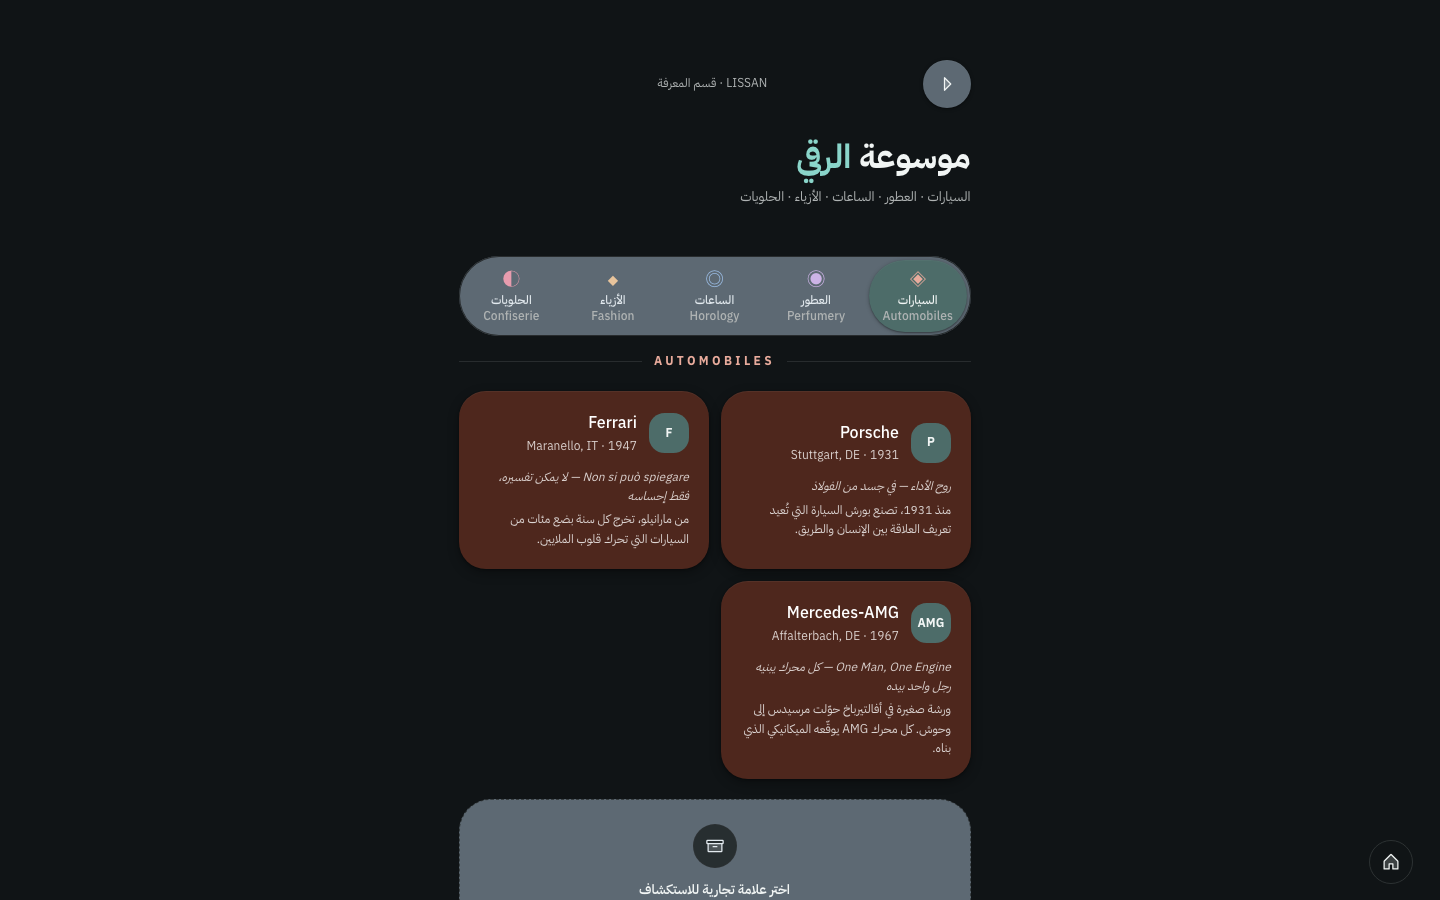 LISSAN · قسم المعرفة
موسوعة الرقي
السيارات · العطور · الساعات · الأزياء · الحلويات
السيارات
Automobiles
العطور
Perfumery
الساعات
Horology
الأزياء
Fashion
الحلويات
Confiserie
AUTOMOBILES
P
Porsche
Stuttgart, DE · 1931
روح الأداء — في جسد من الفولاذ
منذ 1931، تصنع بورش السيارة التي تُعيد
تعريف العلاقة بين الإنسان والطريق.
F
Ferrari
Maranello, IT · 1947
Non si può spiegare — لا يمكن تفسيره،
فقط إحساسه
من مارانيلو، تخرج كل سنة بضع مئات من
السيارات التي تحرك قلوب الملايين.
AMG
Mercedes-AMG
Affalterbach, DE · 1967
One Man, One Engine — كل محرك يبنيه
رجل واحد بيده
ورشة صغيرة في أفالتيرباخ حوّلت مرسيدس إلى
وحوش. كل محرك AMG يوقّعه الميكانيكي الذي
بناه.
اختر علامة تجارية للاستكشاف